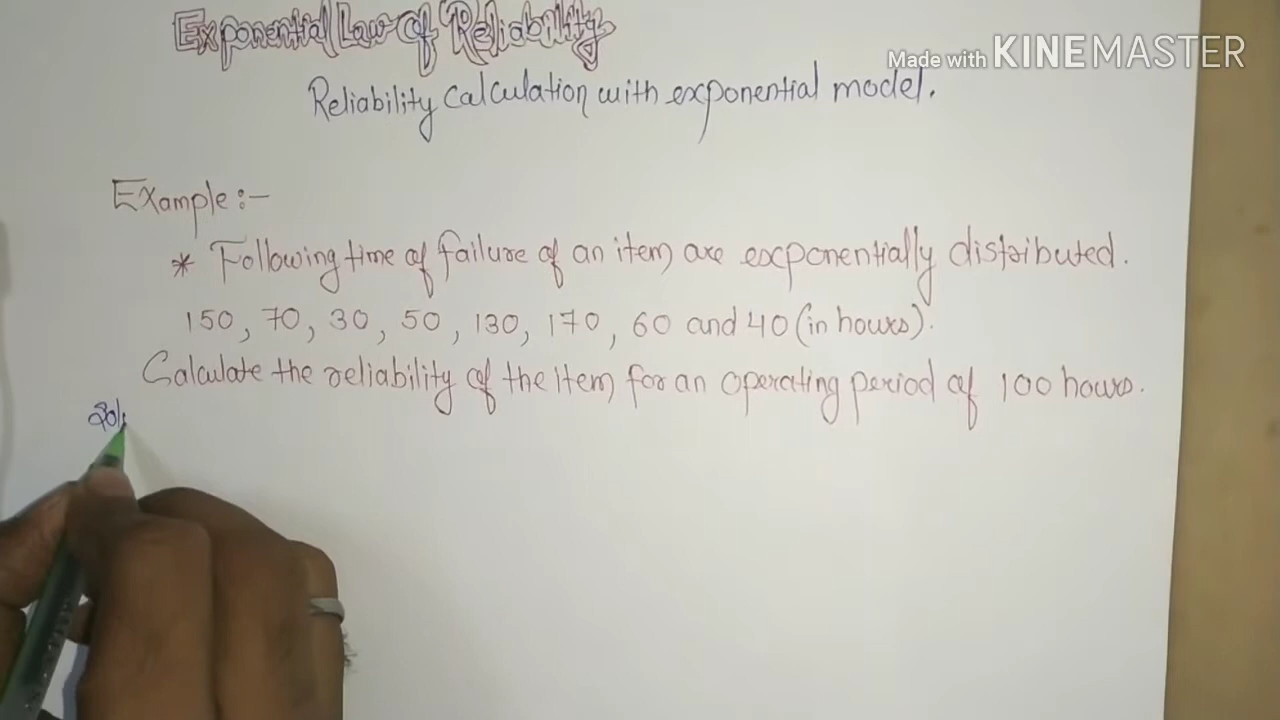 Exponential Law of Reliability
Made with KINEMASTER
Reliability calculation with exponential model.
Example:-
* Following time of failure of an item are exponentially distributed.
150, 70, 30, 50, 130, 170, 60 and 40 (in hours).
Calculate the reliability of the item for an operating period of 100 hours.
Sol